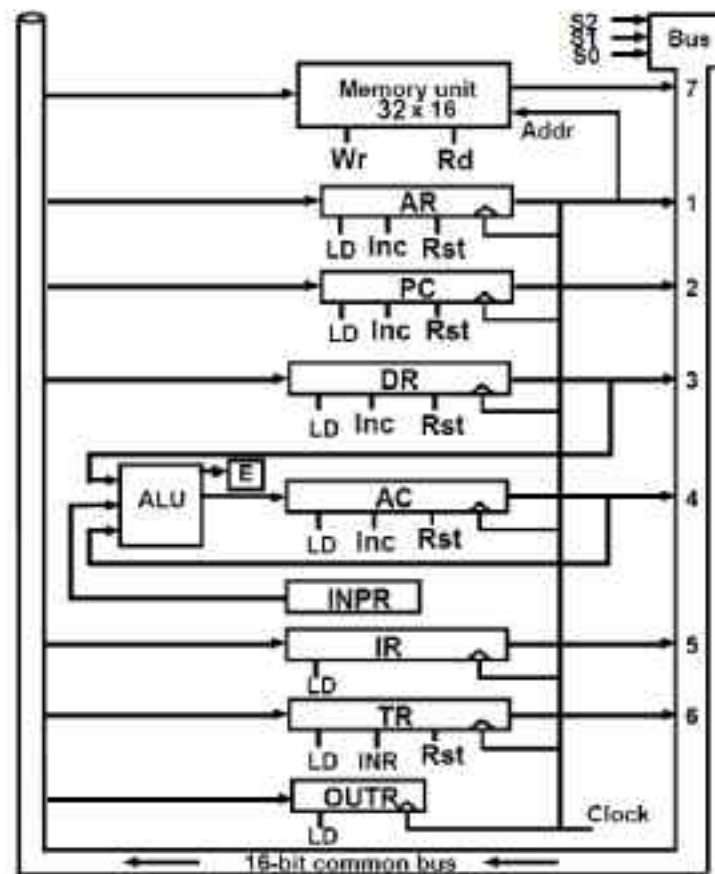 S2
S1
S0
Bus
Memory unit
32 x 16
7
Addr
Wr Rd
AR
1
LD Inc Rst
PC
2
LD Inc Rst
DR
3
LD Inc Rst
E
ALU
AC
4
LD Inc Rst
INPR
IR
5
LD
TR
6
LD INR Rst
OUTR
Clock
LD
16-bit common bus